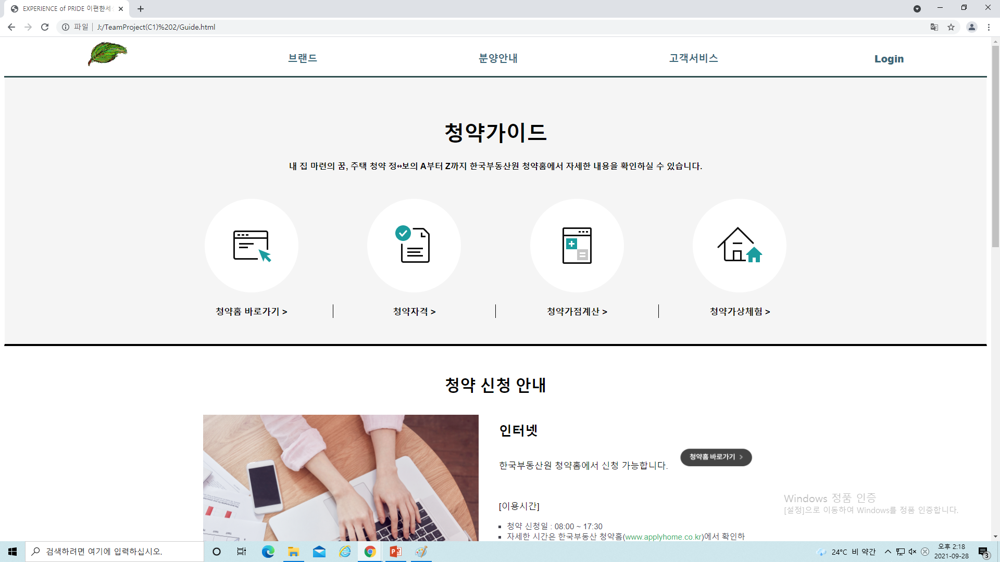 EXPERIENCE of PRIDE 이편한세
파일 J:/TeamProject(C1)%202/Guide.html
브랜드 분양안내 고객서비스 Login
청약가이드
내 집 마련의 꿈, 주택 청약 정↔보의 A부터 Z까지 한국부동산원 청약홈에서 자세한 내용을 확인하실 수 있습니다.
청약홈 바로가기 > 청약자격 > 청약가점계산 > 청약가상체험 >
청약 신청 안내
인터넷
한국부동산원 청약홈에서 신청 가능합니다. 청약홈 바로가기 >
[이용시간]
청약 신청일 : 08:00 ~ 17:30
자세한 시간은 한국부동산 청약홈(www.applyhome.co.kr)에서 확인하
Windows 정품 인증
[설정]으로 이동하여 Windows를 정품 인증합니다.
검색하려면 여기에 입력하십시오.
24°C 비 약간
오후 2:18
2021-09-28
3